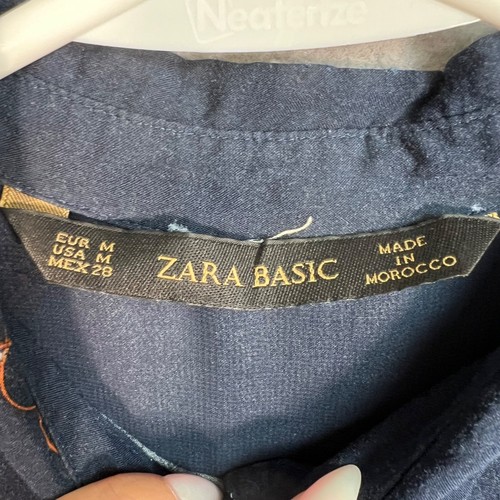 Neaterize
EUR M
USA M
MEX 28
ZARA BASIC
MADE
IN
MOROCCO